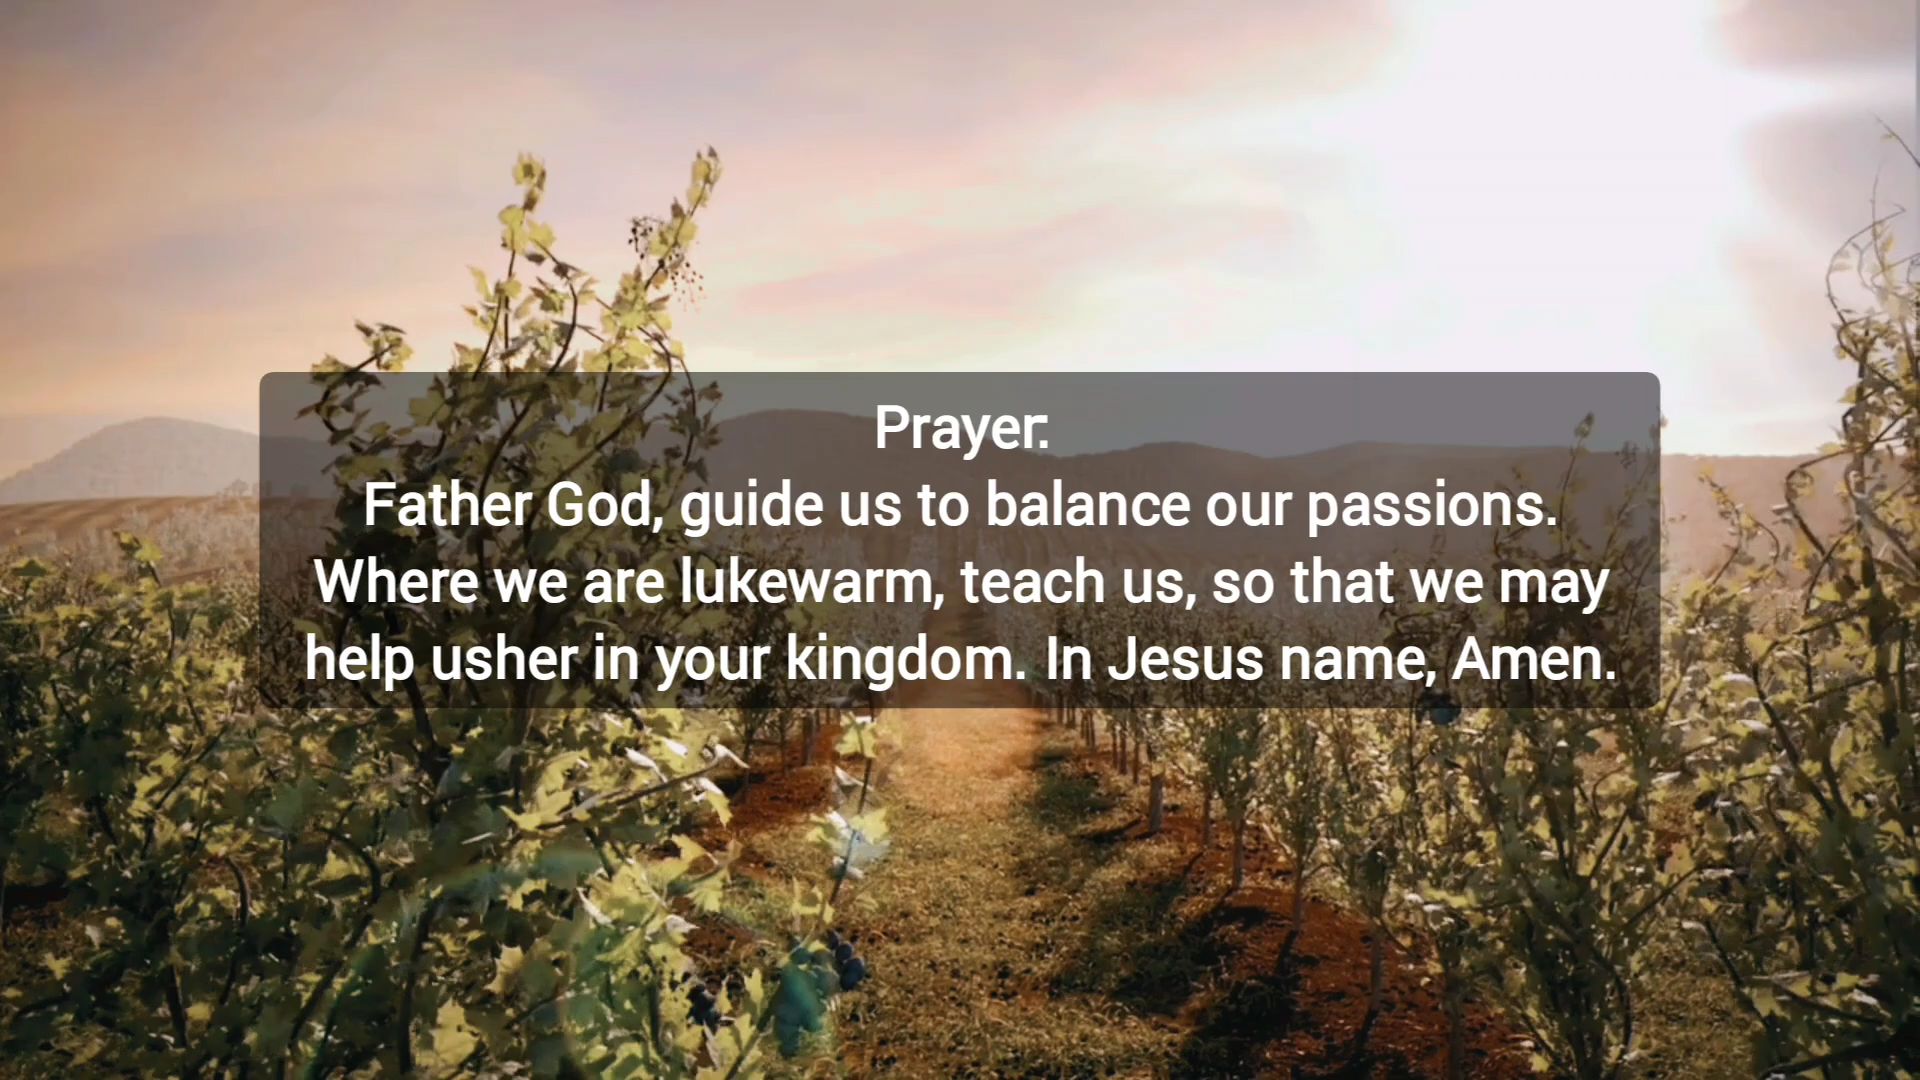 Prayer:
Father God, guide us to balance our passions.
Where we are lukewarm, teach us, so that we may
help usher in your kingdom. In Jesus name, Amen.